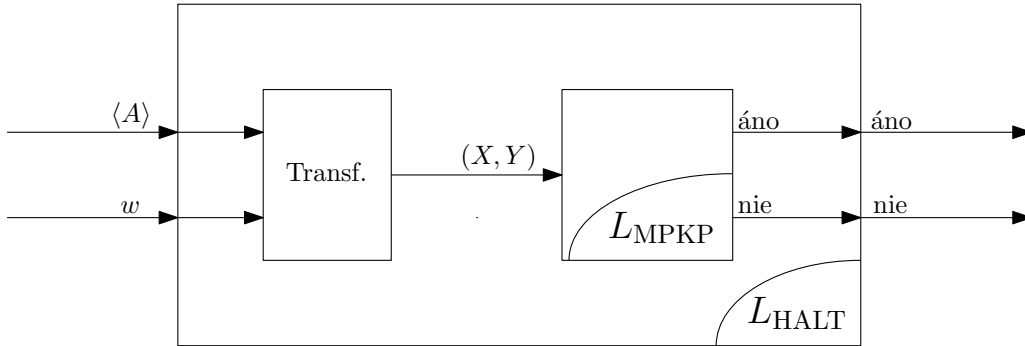 ⟨A⟩ áno áno
Transf. (X, Y)
w nie nie
L_MPKP
L_HALT